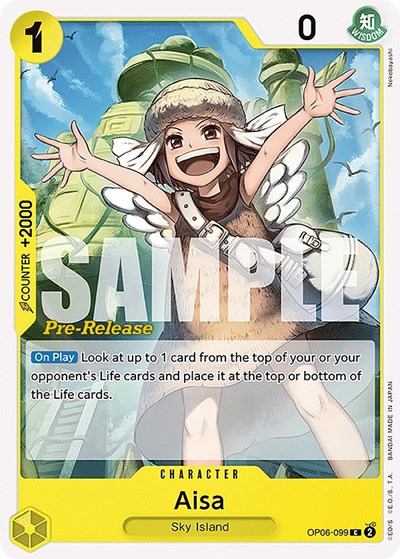 1
0
知
WISDOM
Nekobayashi
COUNTER +2000
SAMPLE
Pre-Release
On Play Look at up to 1 card from the top of your or your
opponent's Life cards and place it at the top or bottom of
the Life cards.
CHARACTER
Aisa
Sky Island
OP06-099 C 2
©E.O./S., T.A. BANDAI MADE IN JAPAN
©EO/S